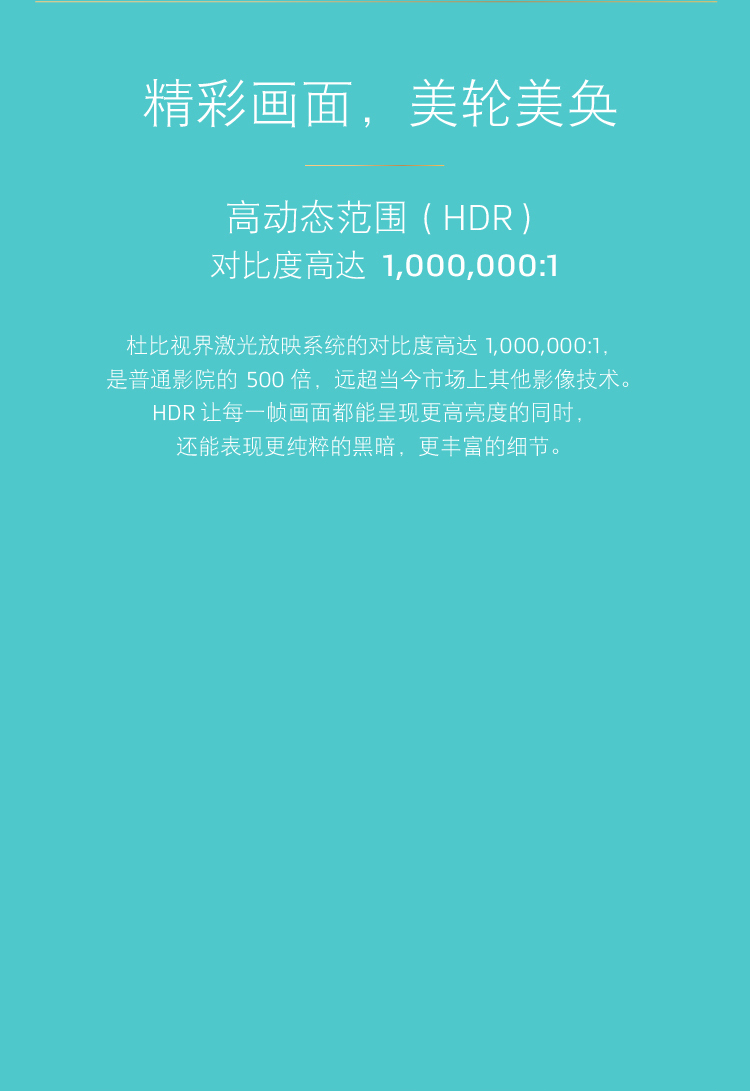 精彩画面，美轮美奂
高动态范围（HDR）
对比度高达 1,000,000:1
杜比视界激光放映系统的对比度高达 1,000,000:1，
是普通影院的 500 倍，远超当今市场上其他影像技术。
HDR 让每一帧画面都能呈现更高亮度的同时，
还能表现更纯粹的黑暗，更丰富的细节。